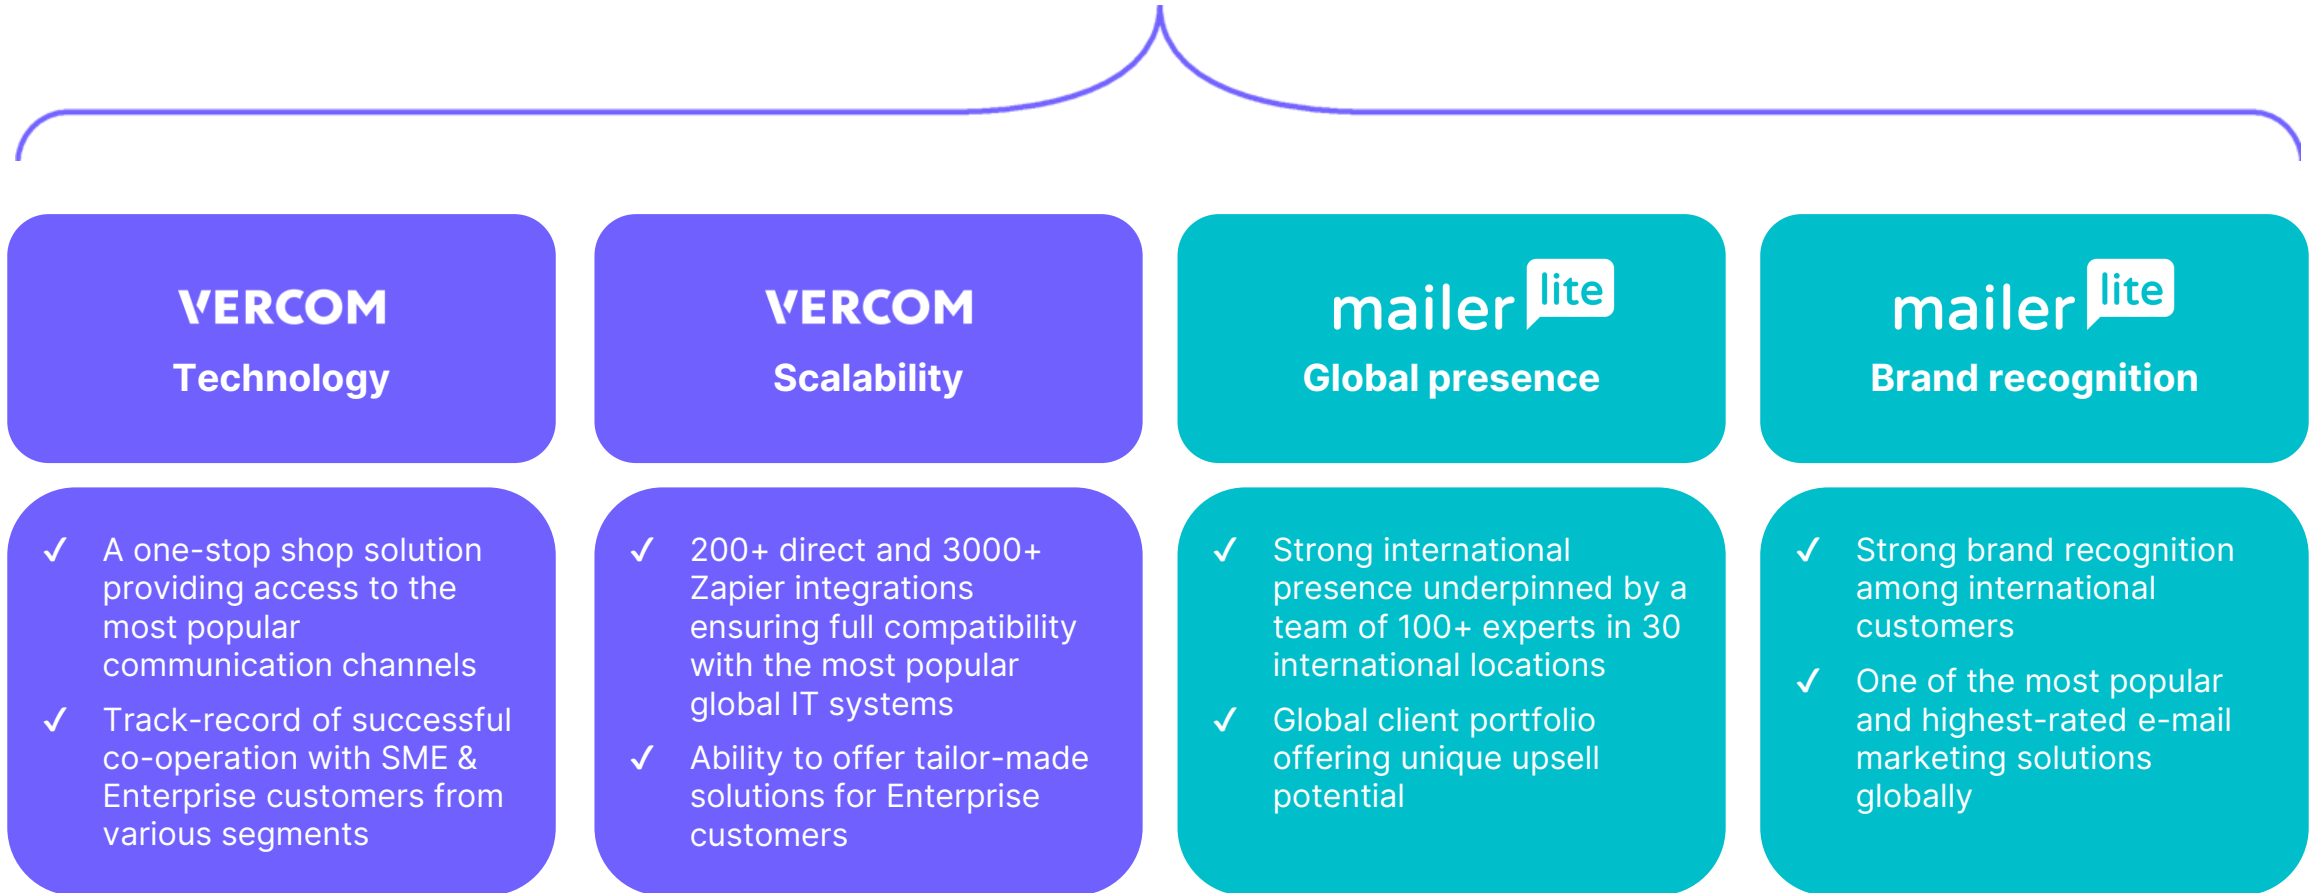 VERCOM
Technology
VERCOM
Scalability
mailer lite
Global presence
mailer lite
Brand recognition
✓ A one-stop shop solution
providing access to the
most popular
communication channels
✓ Track-record of successful
co-operation with SME &
Enterprise customers from
various segments
✓ 200+ direct and 3000+
Zapier integrations
ensuring full compatibility
with the most popular
global IT systems
✓ Ability to offer tailor-made
solutions for Enterprise
customers
✓ Strong international
presence underpinned by a
team of 100+ experts in 30
international locations
✓ Global client portfolio
offering unique upsell
potential
✓ Strong brand recognition
among international
customers
✓ One of the most popular
and highest-rated e-mail
marketing solutions
globally